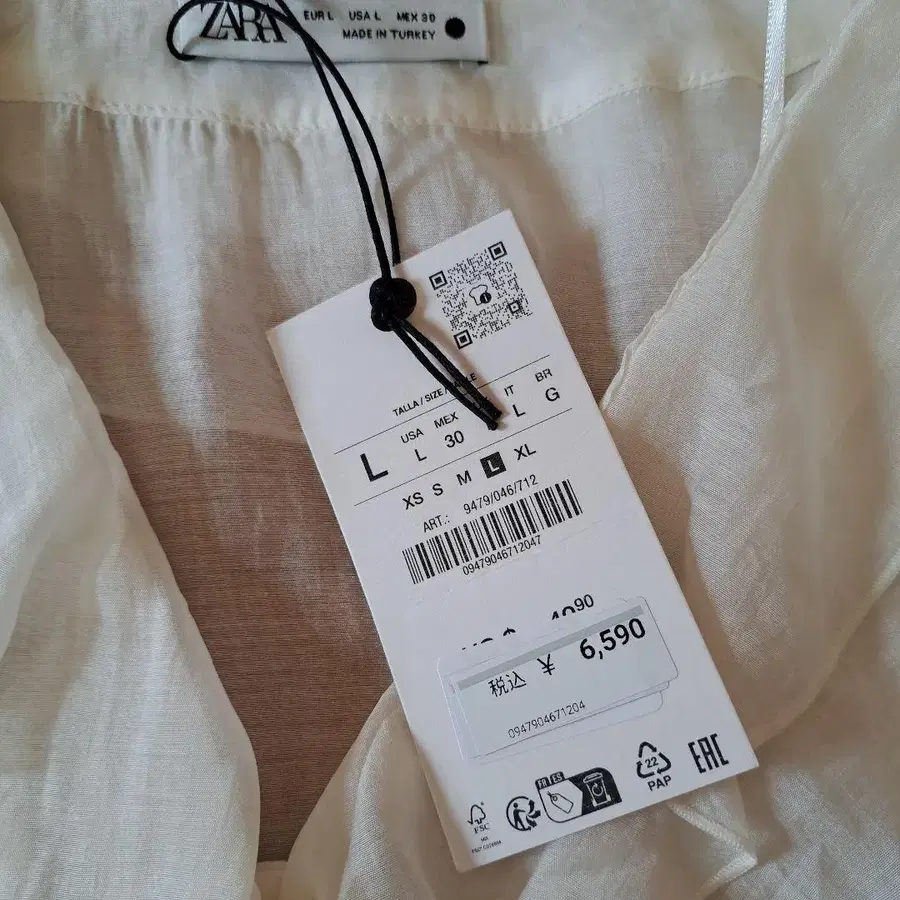 ZARA
EUR L USA L MEX 30
MADE IN TURKEY
TALLA / SIZE /
USA MEX IT BR
L L 30 L G
XS S M L XL
ART.: 9479/046/712
09479046712047
税込 ¥ 6,590
0947904671204
FSC
22
PAP
EAC